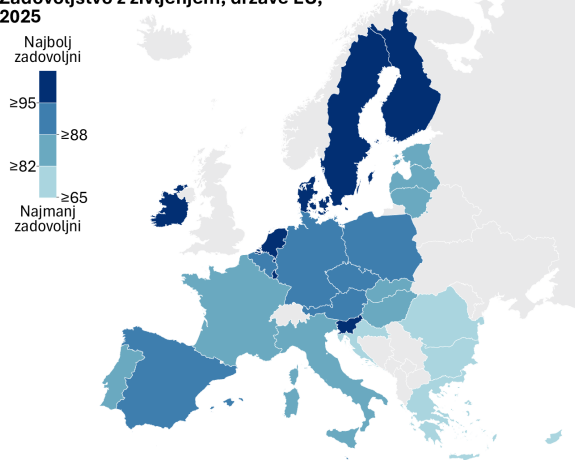 Zadovoljstvo z življenjem, države EU,
2025
Najbolj
zadovoljni
≥95
≥88
≥82
≥65
Najmanj
zadovoljni